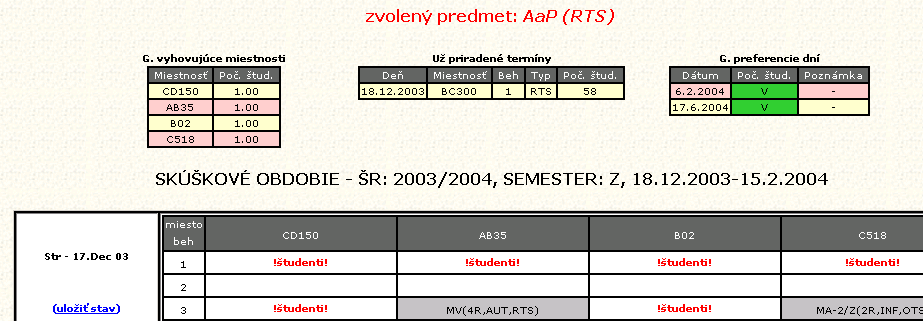 zvolený predmet: AaP (RTS)
G. vyhovujúce miestnosti
Miestnosť Poč. štud.
CD150 1.00
AB35 1.00
B02 1.00
C518 1.00
Už priradené termíny
Deň Miestnosť Beh Typ Poč. štud.
18.12.2003 BC300 1 RTS 58
G. preferencie dní
Dátum Poč. štud. Poznámka
6.2.2004 V -
17.6.2004 V -
SKÚŠKOVÉ OBDOBIE - ŠR: 2003/2004, SEMESTER: Z, 18.12.2003-15.2.2004
Str - 17.Dec 03
(uložiť stav)
miesto
beh
CD150 AB35 B02 C518
1 !študenti! !študenti! !študenti! !študenti!
2
3 !študenti! MV(4R,AUT,RTS) !študenti! MA-2/Z(2R,INF,OTS